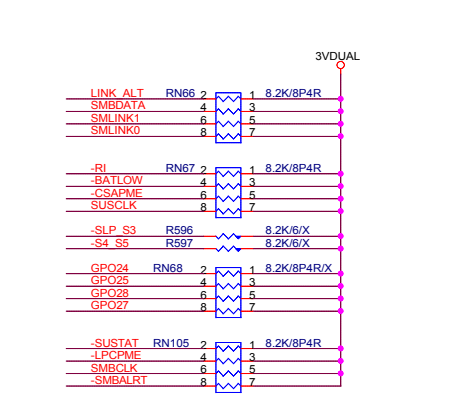 3VDUAL
LINK_ALT RN66 2 1 8.2K/8P4R
SMBDATA 4 3
SMLINK1 6 5
SMLINK0 8 7
-RI RN67 2 1 8.2K/8P4R
-BATLOW 4 3
-CSAPME 6 5
SUSCLK 8 7
-SLP_S3 R596 8.2K/6/X
-S4_S5 R597 8.2K/6/X
GPO24 RN68 2 1 8.2K/8P4R/X
GPO25 4 3
GPO28 6 5
GPO27 8 7
-SUSTAT RN105 2 1 8.2K/8P4R
-LPCPME 4 3
SMBCLK 6 5
-SMBALRT 8 7